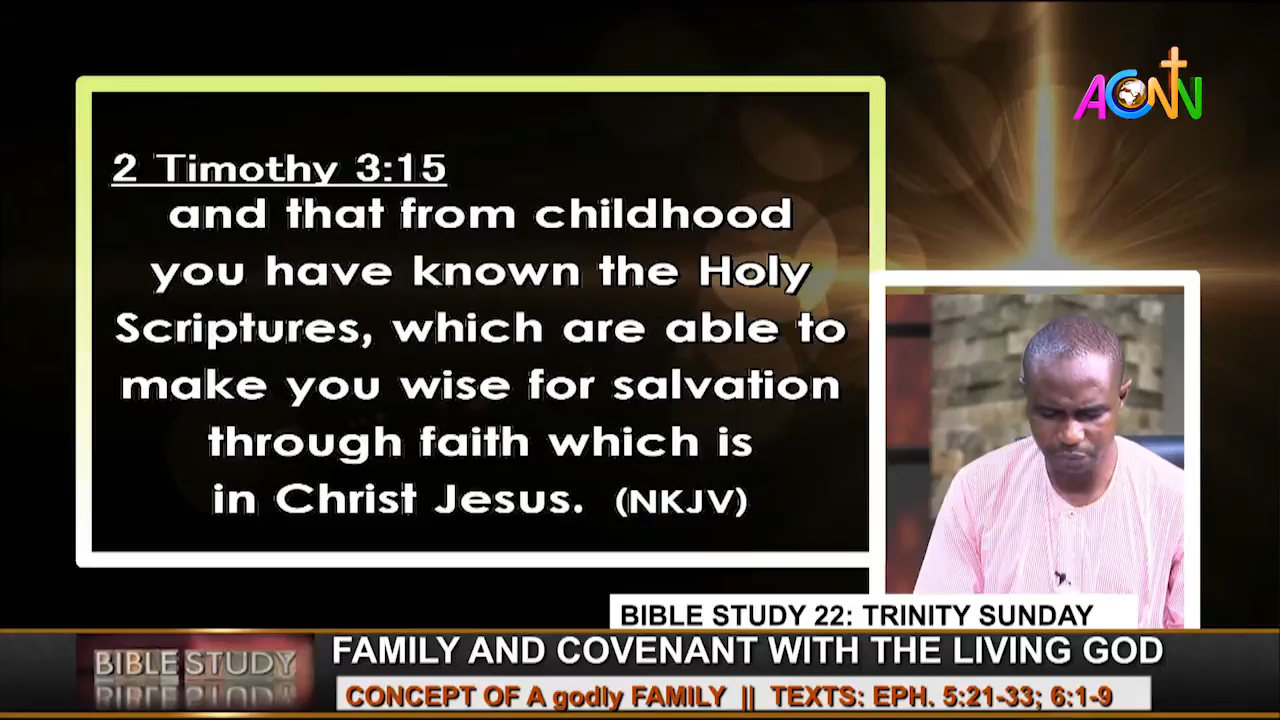 ACNN
2 Timothy 3:15
and that from childhood
you have known the Holy
Scriptures, which are able to
make you wise for salvation
through faith which is
in Christ Jesus. (NKJV)
BIBLE STUDY 22: TRINITY SUNDAY
BIBLE STUDY
FAMILY AND COVENANT WITH THE LIVING GOD
CONCEPT OF A godly FAMILY || TEXTS: EPH. 5:21-33; 6:1-9